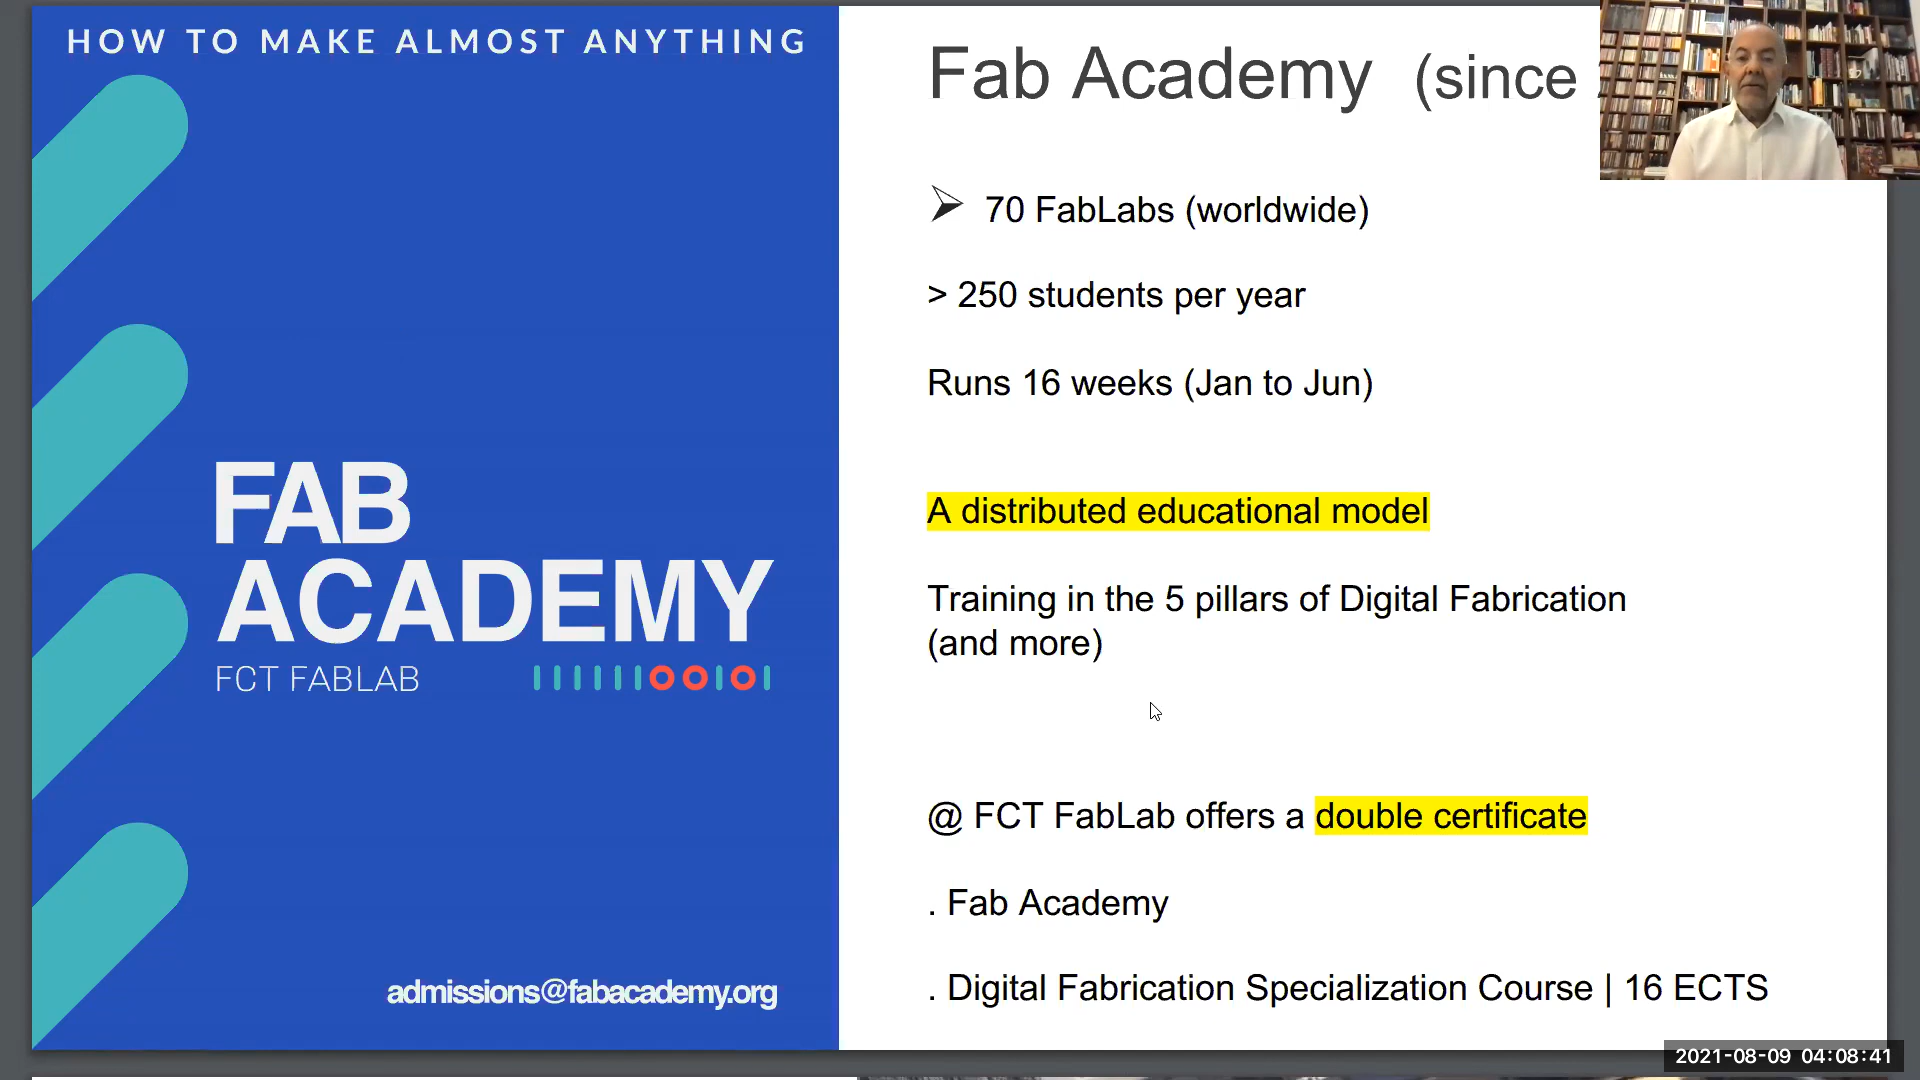 HOW TO MAKE ALMOST ANYTHING
FAB
ACADEMY
FCT FABLAB
admissions@fabacademy.org
Fab Academy (since
➢ 70 FabLabs (worldwide)
> 250 students per year
Runs 16 weeks (Jan to Jun)
A distributed educational model
Training in the 5 pillars of Digital Fabrication
(and more)
@ FCT FabLab offers a double certificate
. Fab Academy
. Digital Fabrication Specialization Course | 16 ECTS
2021-08-09 04:08:41